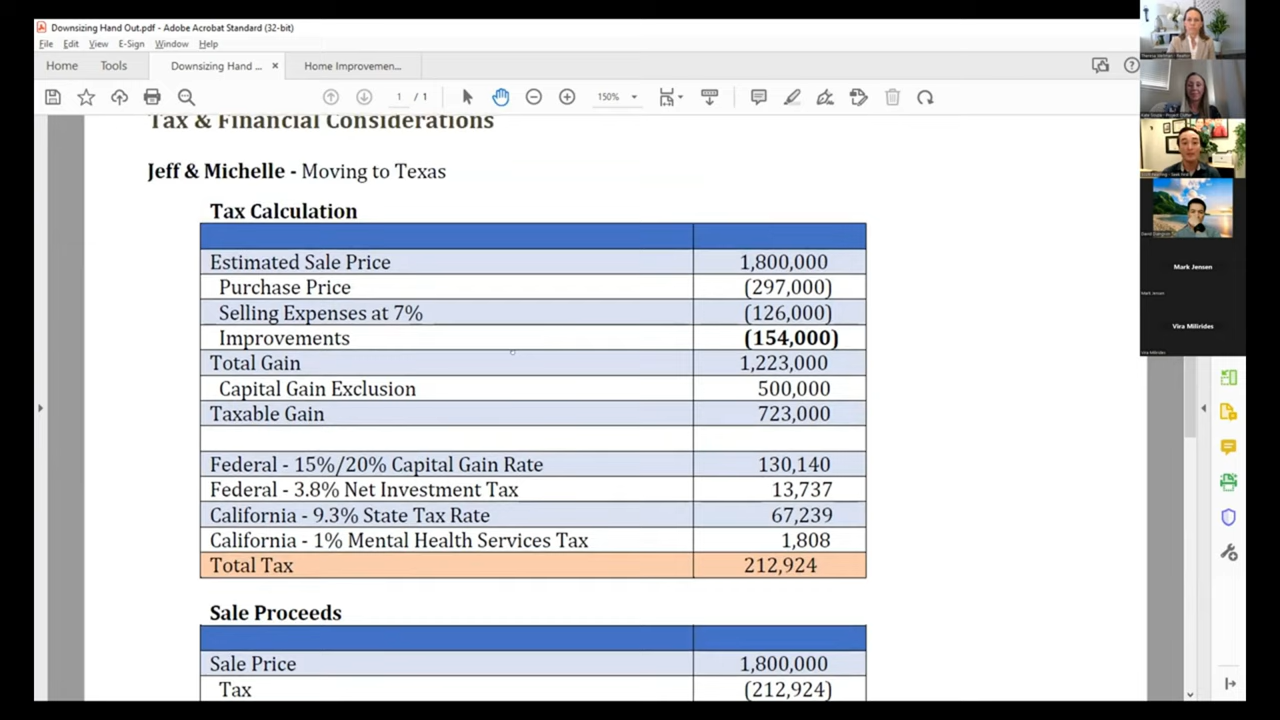 Downsizing Hand Out.pdf - Adobe Acrobat Standard (32-bit)
File Edit View E-Sign Window Help
Home Tools Downsizing Hand ... × Home Improvemen...
1 / 1 150%
Tax & Financial Considerations
Jeff & Michelle - Moving to Texas
Tax Calculation
Estimated Sale Price 1,800,000
Purchase Price (297,000)
Selling Expenses at 7% (126,000)
Improvements (154,000)
Total Gain 1,223,000
Capital Gain Exclusion 500,000
Taxable Gain 723,000
Federal - 15%/20% Capital Gain Rate 130,140
Federal - 3.8% Net Investment Tax 13,737
California - 9.3% State Tax Rate 67,239
California - 1% Mental Health Services Tax 1,808
Total Tax 212,924
Sale Proceeds
Sale Price 1,800,000
Tax (212,924)
Mark Jensen
Mark Jensen
Vira Millrides
Vira Millrides